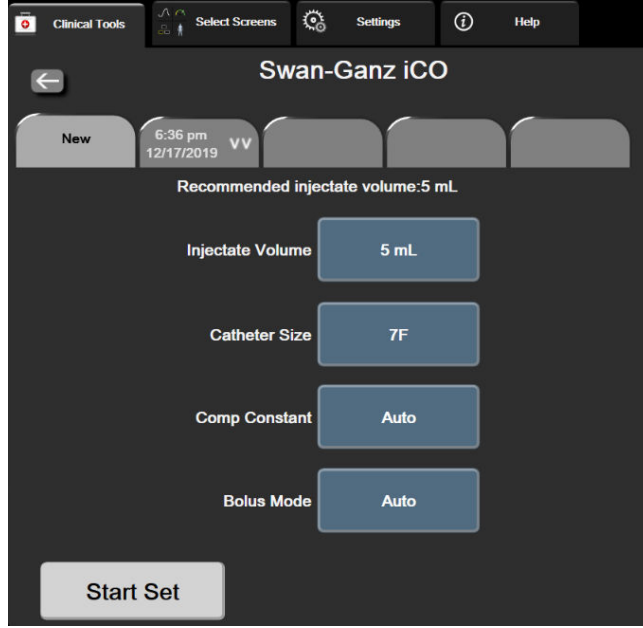 Clinical Tools
Select Screens
Settings
Help
Swan-Ganz iCO
New
6:36 pm
12/17/2019
Recommended injectate volume:5 mL
Injectate Volume
5 mL
Catheter Size
7F
Comp Constant
Auto
Bolus Mode
Auto
Start Set